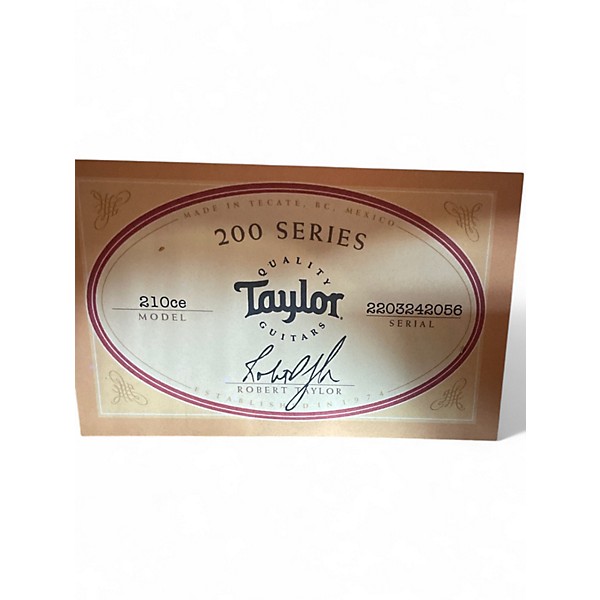 MADE IN TECATE, BC, MEXICO
200 SERIES
QUALITY
Taylor
GUITARS
210ce
MODEL
2203242056
SERIAL
ROBERT TAYLOR
ESTABLISHED IN 1974